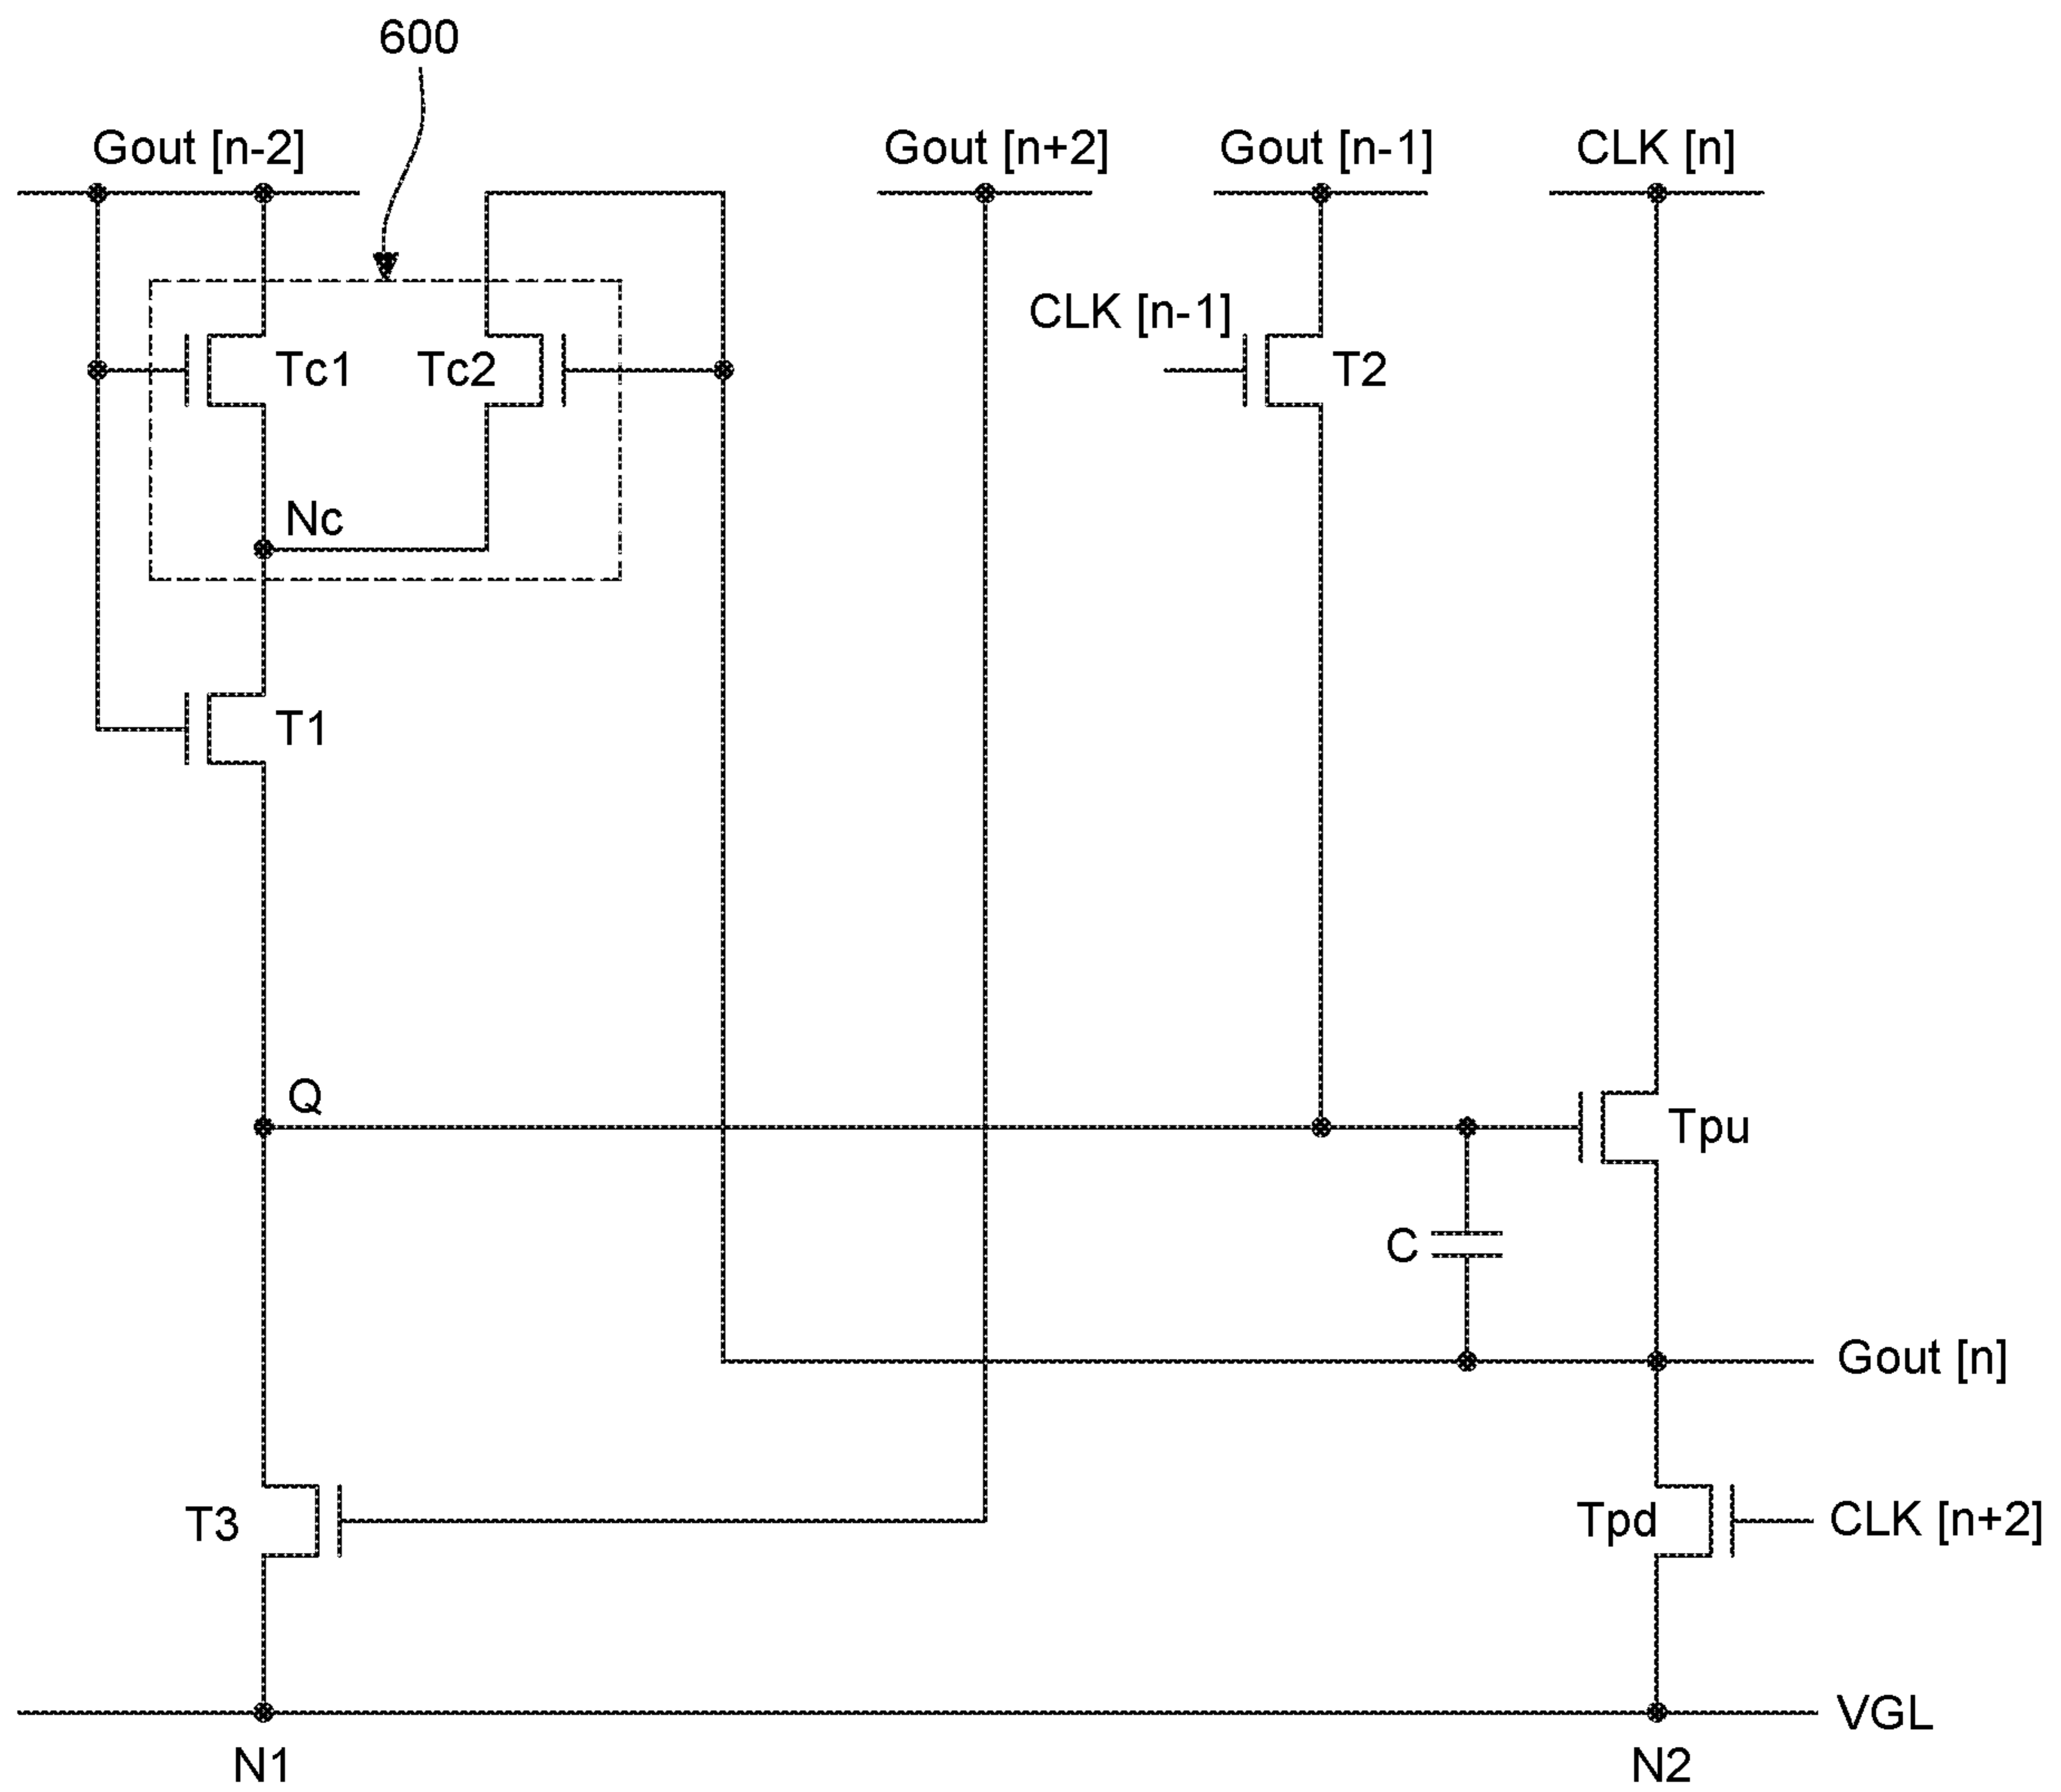 600
Gout [n-2]
Gout [n+2]
Gout [n-1]
CLK [n]
CLK [n-1]
Tc1
Tc2
T2
Nc
T1
Q
Tpu
C
Gout [n]
T3
Tpd
CLK [n+2]
VGL
N1
N2